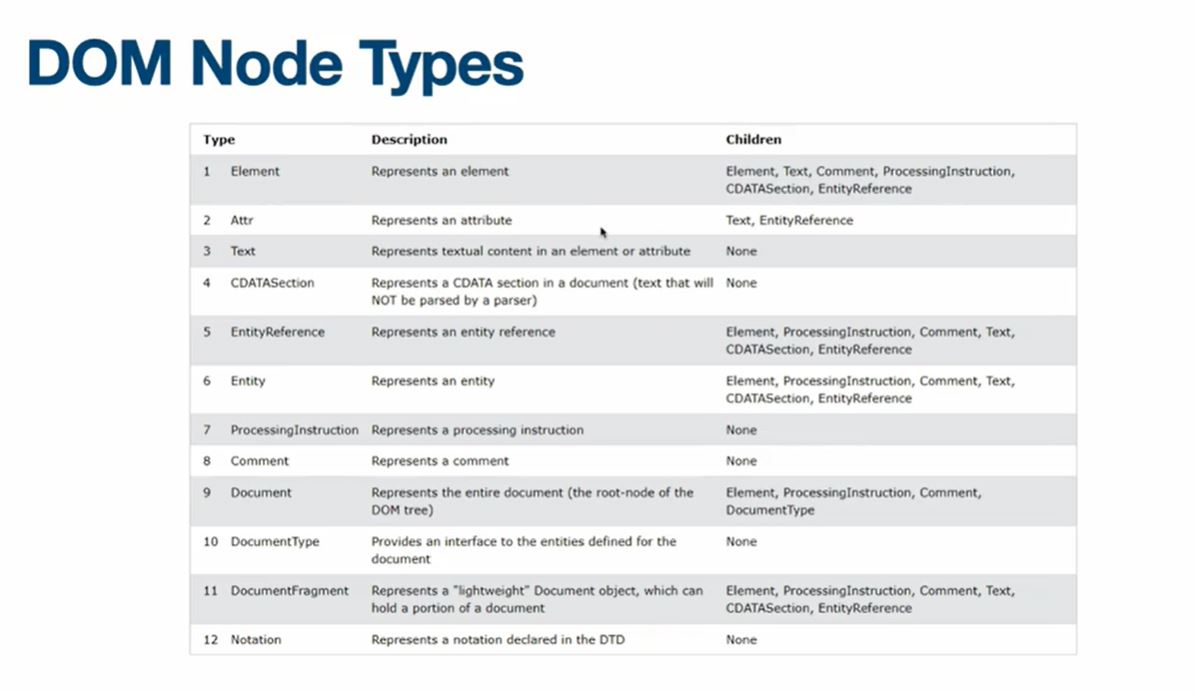 DOM Node Types
Type Description Children
1 Element Represents an element Element, Text, Comment, ProcessingInstruction,
CDATASection, EntityReference
2 Attr Represents an attribute Text, EntityReference
3 Text Represents textual content in an element or attribute None
4 CDATASection Represents a CDATA section in a document (text that will None
NOT be parsed by a parser)
5 EntityReference Represents an entity reference Element, ProcessingInstruction, Comment, Text,
CDATASection, EntityReference
6 Entity Represents an entity Element, ProcessingInstruction, Comment, Text,
CDATASection, EntityReference
7 ProcessingInstruction Represents a processing instruction None
8 Comment Represents a comment None
9 Document Represents the entire document (the root-node of the Element, ProcessingInstruction, Comment,
DOM tree) DocumentType
10 DocumentType Provides an interface to the entities defined for the None
document
11 DocumentFragment Represents a "lightweight" Document object, which can Element, ProcessingInstruction, Comment, Text,
hold a portion of a document CDATASection, EntityReference
12 Notation Represents a notation declared in the DTD None